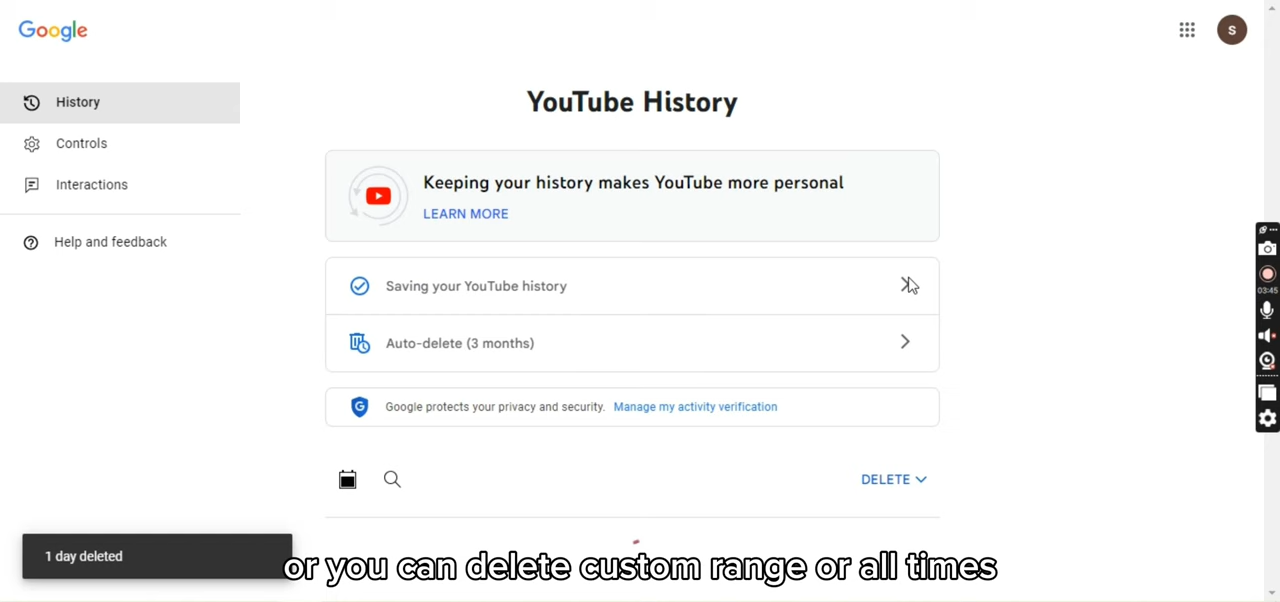 Google
S
History
YouTube History
Controls
Keeping your history makes YouTube more personal
Interactions
LEARN MORE
Help and feedback
Saving your YouTube history
03:45
Auto-delete (3 months)
G
Google protects your privacy and security. Manage my activity verification
DELETE
1 day deleted
or you can delete custom range or all times